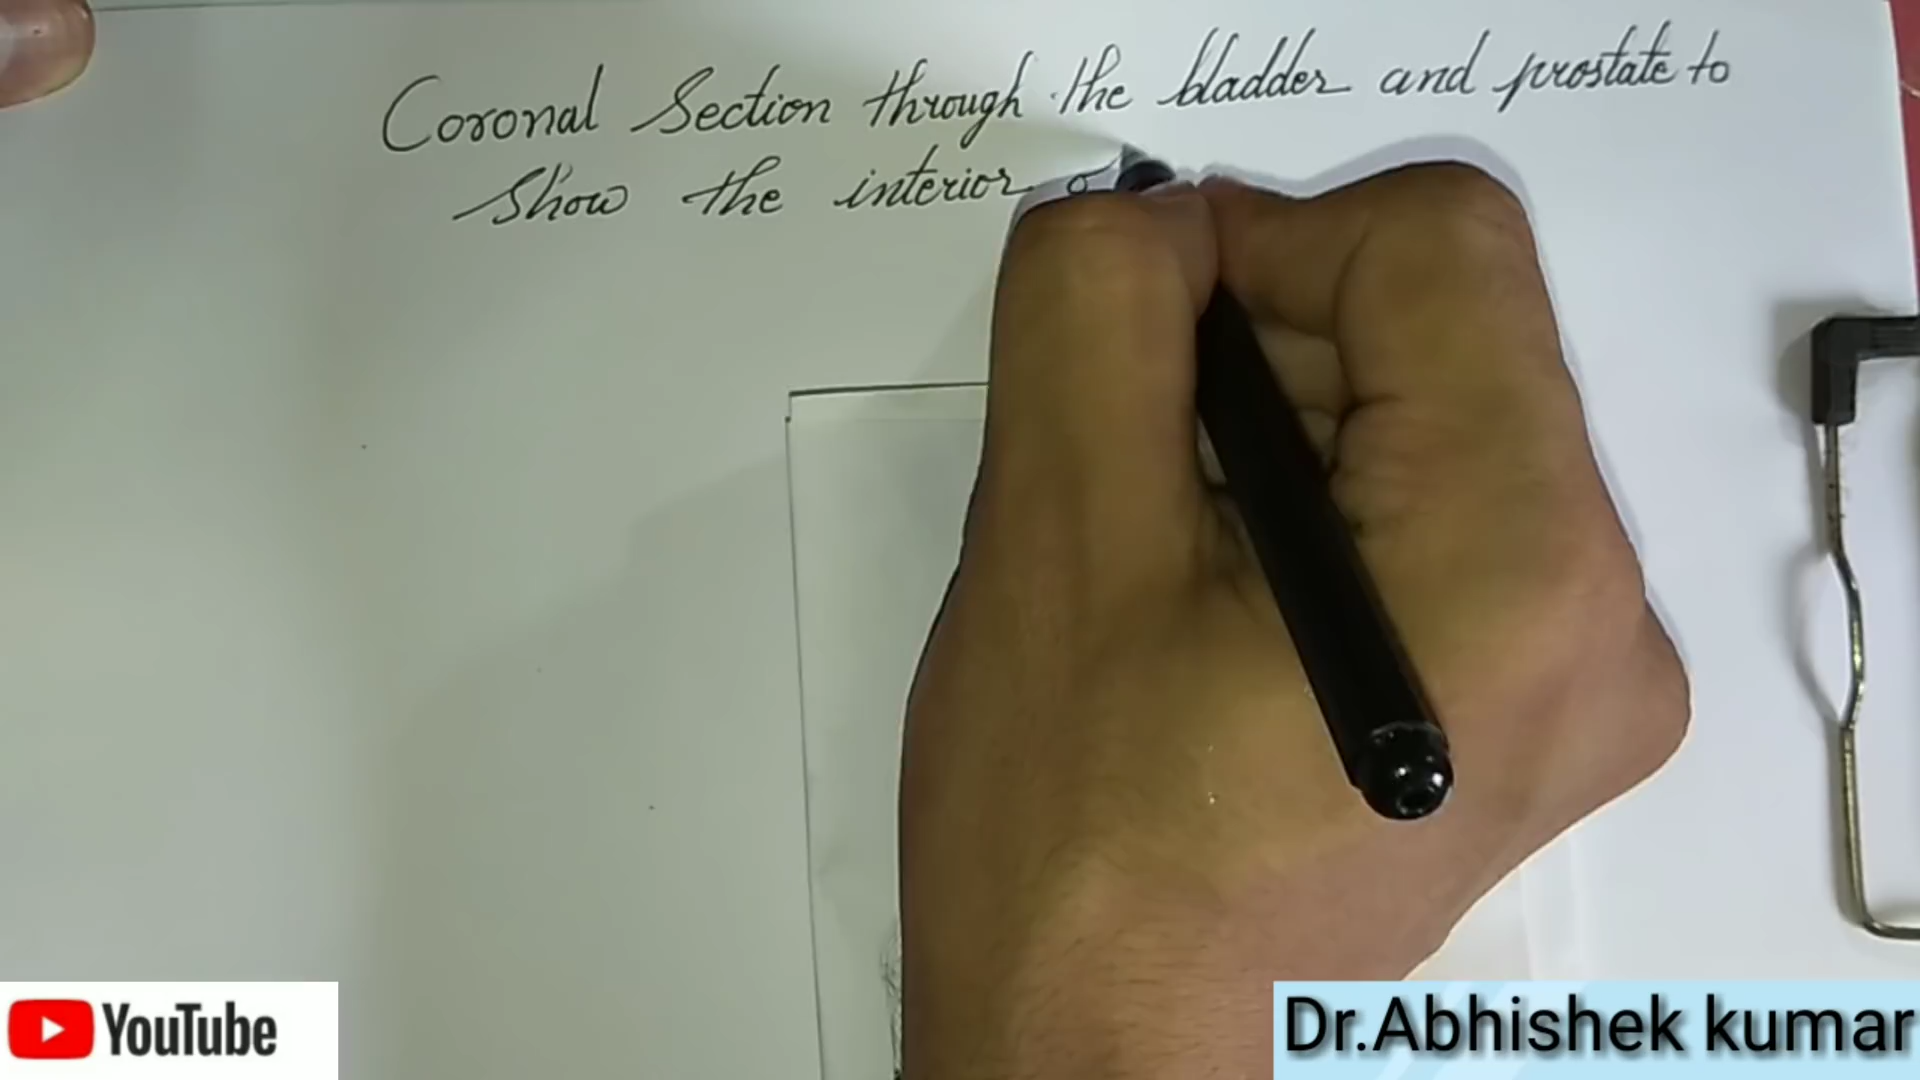 Coronal Section through the bladder and prostate to
Show the interior
YouTube
Dr.Abhishek kumar